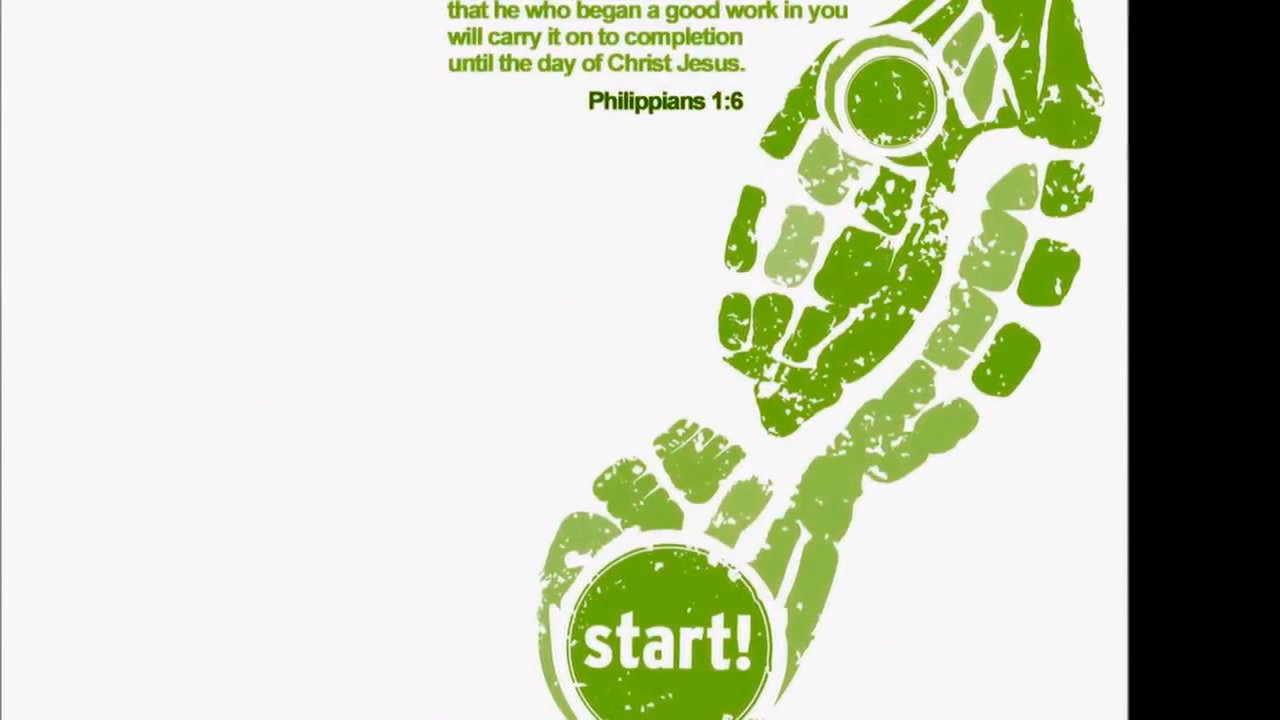 that he who began a good work in you
will carry it on to completion
until the day of Christ Jesus.
Philippians 1:6
start!